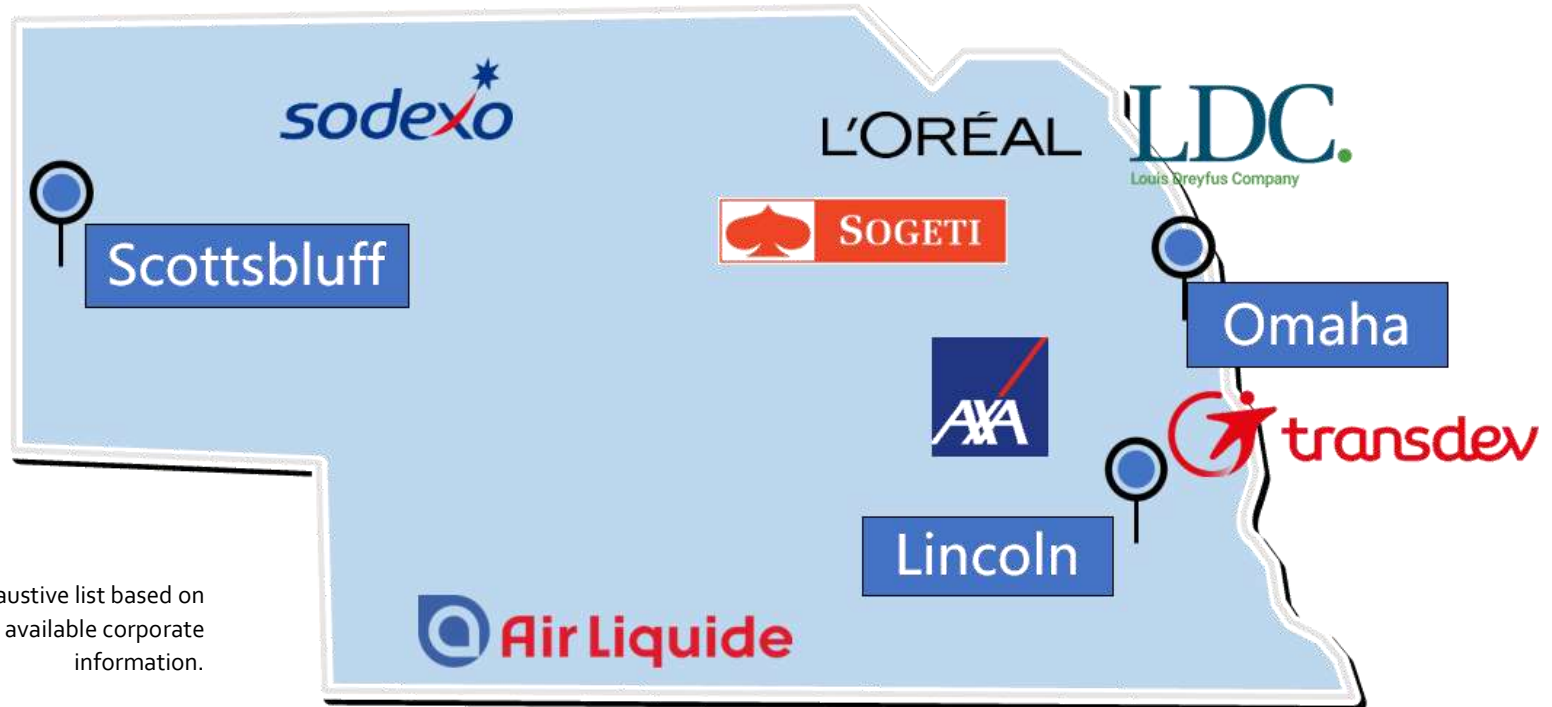 sodexo
L'ORÉAL
LDC.
Louis Dreyfus Company
SOGETI
Scottsbluff
Omaha
AXA
transdev
Lincoln
austive list based on
available corporate
information.
Air Liquide